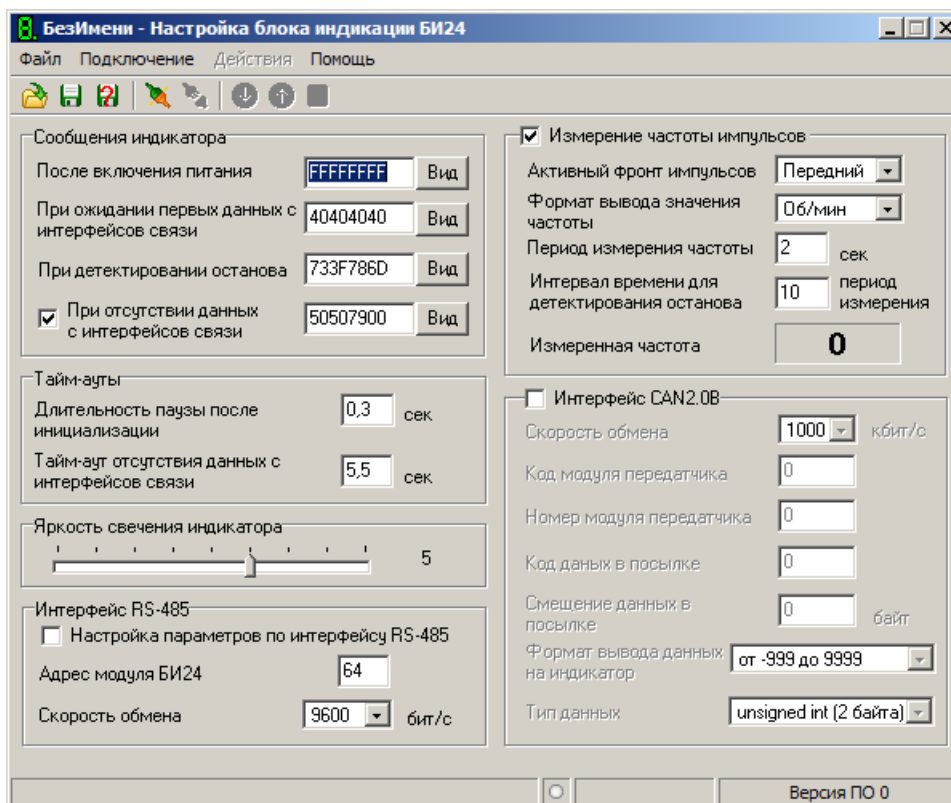 БезИмени - Настройка блока индикации БИ24
Файл Подключение Действия Помощь
Сообщения индикатора
После включения питания FFFFFFFF Вид
При ожидании первых данных с
интерфейсов связи 40404040 Вид
При детектировании останова 733F786D Вид
При отсутствии данных
с интерфейсов связи 50507900 Вид
Тайм-ауты
Длительность паузы после
инициализации 0,3 сек
Тайм-аут отсутствия данных с
интерфейсов связи 5,5 сек
Яркость свечения индикатора
5
Интерфейс RS-485
Настройка параметров по интерфейсу RS-485
Адрес модуля БИ24 64
Скорость обмена 9600 бит/с
Измерение частоты импульсов
Активный фронт импульсов Передний
Формат вывода значения
частоты Об/мин
Период измерения частоты 2 сек
Интервал времени для
детектирования останова 10 период
измерения
Измеренная частота 0
Интерфейс CAN2.0B
Скорость обмена 1000 кбит/с
Код модуля передатчика 0
Номер модуля передатчика 0
Код даных в посылке 0
Смещение данных в
посылке 0 байт
Формат вывода данных
на индикатор от -999 до 9999
Тип данных unsigned int (2 байта)
Версия ПО 0